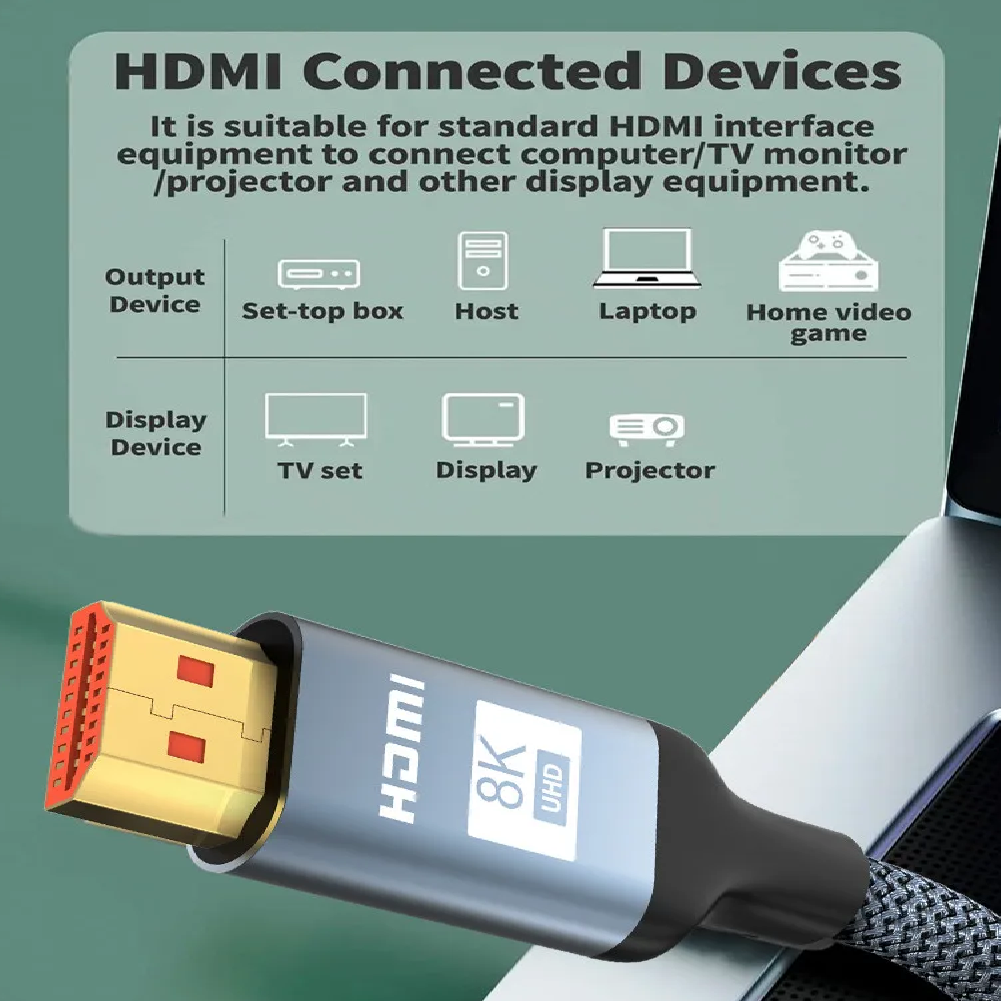 HDMI Connected Devices
It is suitable for standard HDMI interface
equipment to connect computer/TV monitor
/projector and other display equipment.
Output
Device
Set-top box
Host
Laptop
Home video
game
Display
Device
TV set
Display
Projector
HDMI
8K
UHD